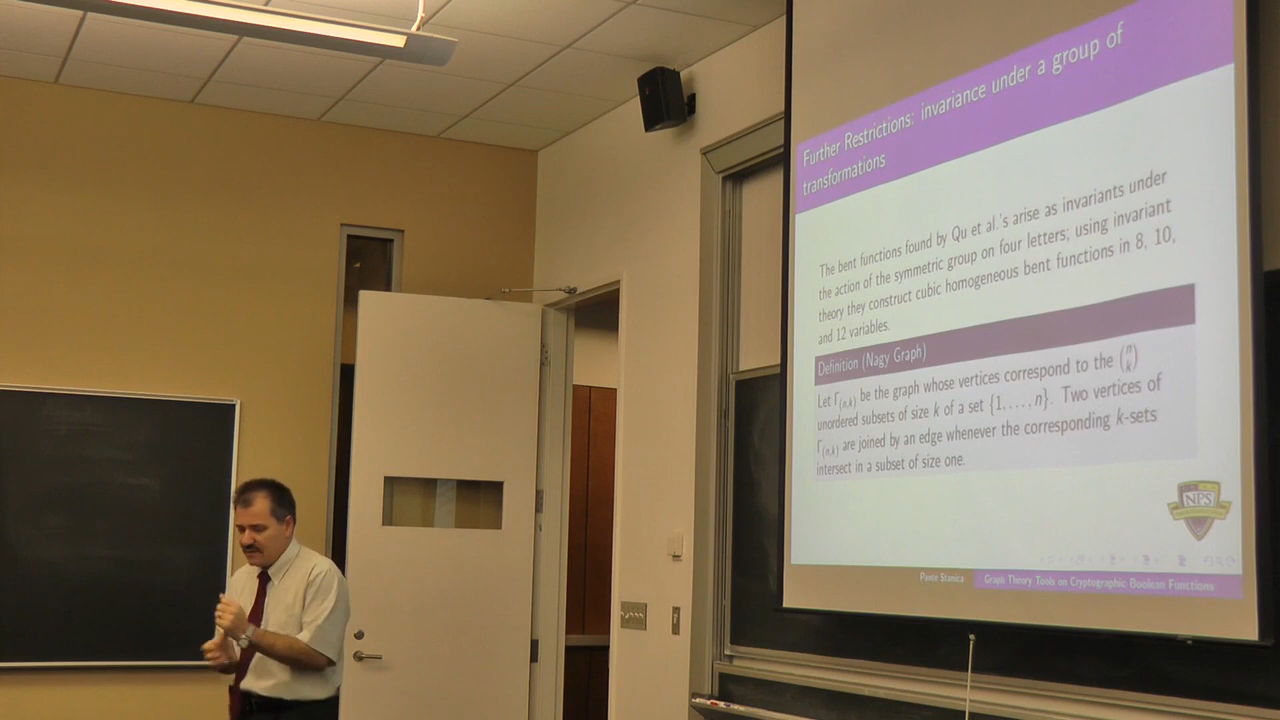 Further Restrictions: invariance under a group of
transformations
The bent functions found by Qu et al.'s arise as invariants under
the action of the symmetric group on four letters; using invariant
theory they construct cubic homogeneous bent functions in 8, 10,
and 12 variables.
Definition (Nagy Graph)
Let Γ(n,k) be the graph whose vertices correspond to the (n k)
unordered subsets of size k of a set {1, . . . , n}. Two vertices of
Γ(n,k) are joined by an edge whenever the corresponding k-sets
intersect in a subset of size one.
NPS
Pante Stanica Graph Theory Tools on Cryptographic Boolean Functions